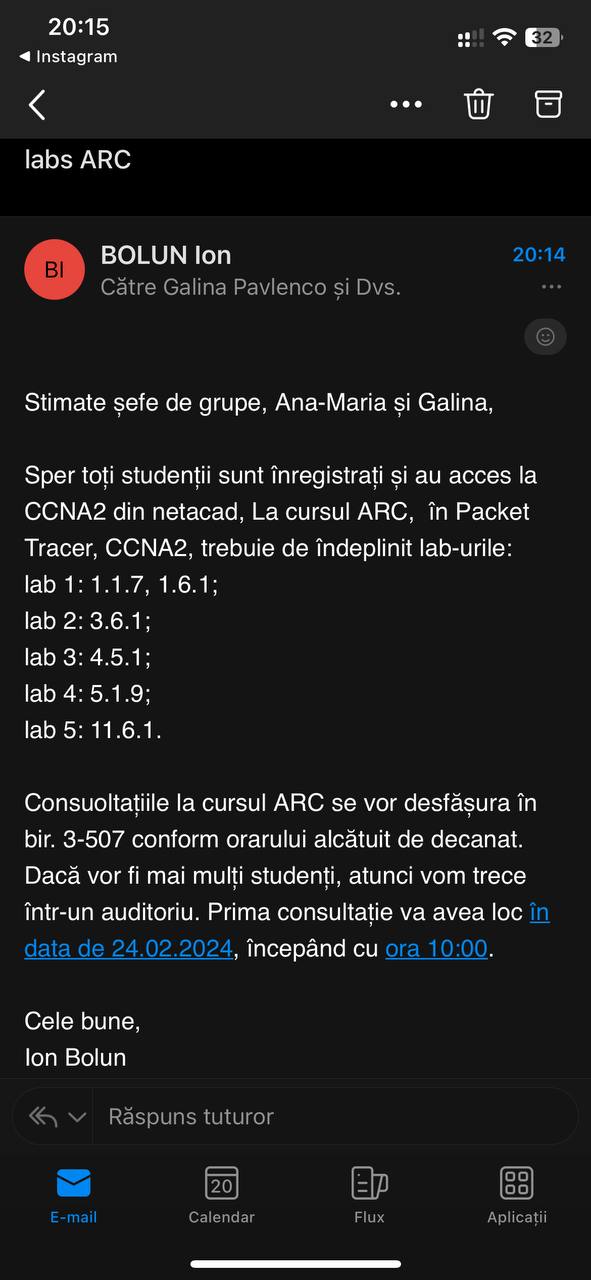 20:15
32
◀ Instagram
labs ARC
BI
BOLUN Ion
20:14
Către Galina Pavlenco și Dvs.
Stimate șefe de grupe, Ana-Maria și Galina,
Sper toți studenții sunt înregistrați și au acces la
CCNA2 din netacad, La cursul ARC, în Packet
Tracer, CCNA2, trebuie de îndeplinit lab-urile:
lab 1: 1.1.7, 1.6.1;
lab 2: 3.6.1;
lab 3: 4.5.1;
lab 4: 5.1.9;
lab 5: 11.6.1.
Consuoltațiile la cursul ARC se vor desfășura în
bir. 3-507 conform orarului alcătuit de decanat.
Dacă vor fi mai mulți studenți, atunci vom trece
într-un auditoriu. Prima consultație va avea loc în
data de 24.02.2024, începând cu ora 10:00.
Cele bune,
Ion Bolun
Răspuns tuturor
20
E-mail
Calendar
Flux
Aplicații